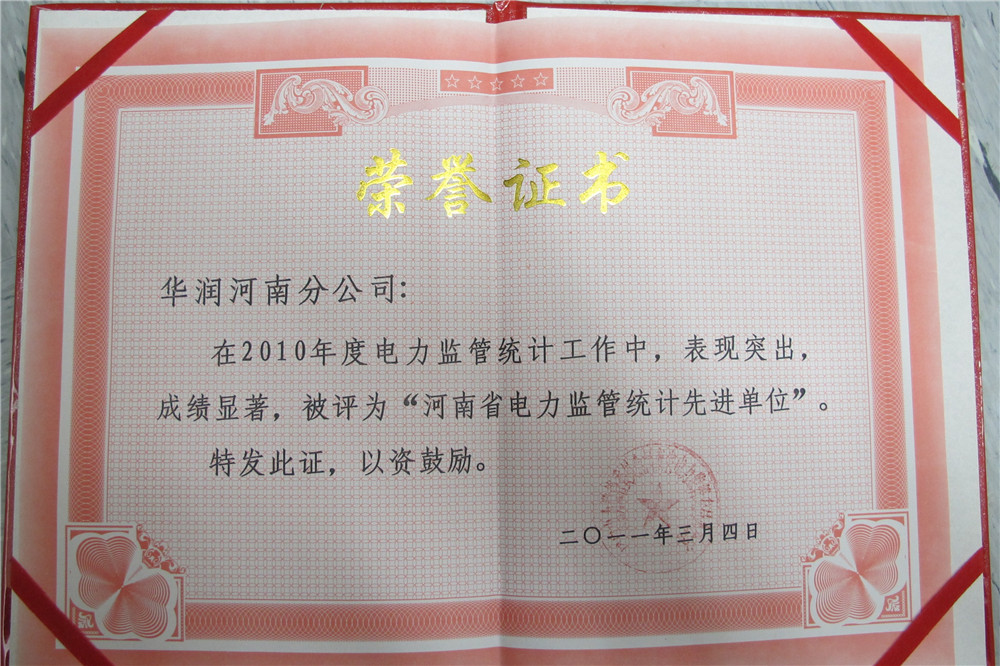 荣誉证书
华润河南分公司：
在2010年度电力监管统计工作中，表现突出，
成绩显著，被评为“河南省电力监管统计先进单位”。
特发此证，以资鼓励。
二〇一一年三月四日